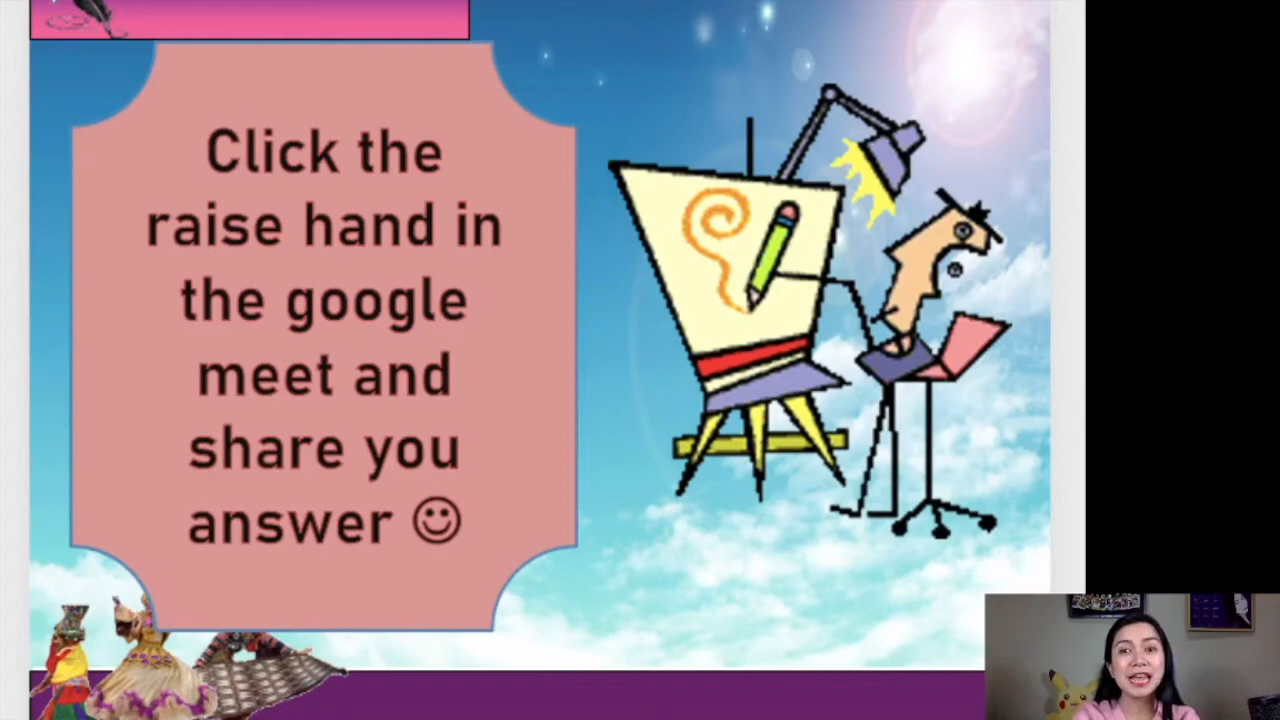 Click the
raise hand in
the google
meet and
share you
answer ☺